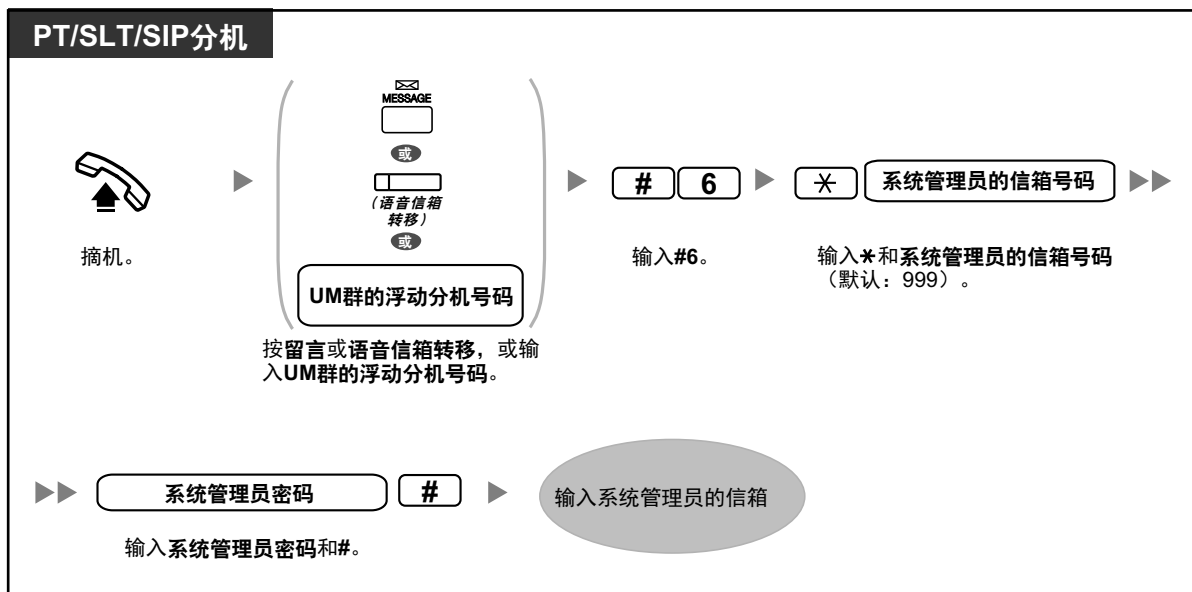 PT/SLT/SIP分机
MESSAGE
或
（语音信箱
转移）
或
UM群的浮动分机号码
# 6
* 系统管理员的信箱号码
摘机。
按留言或语音信箱转移，或输
入UM群的浮动分机号码。
输入#6。
输入*和系统管理员的信箱号码
（默认：999）。
系统管理员密码 #
输入系统管理员的信箱
输入系统管理员密码和#。